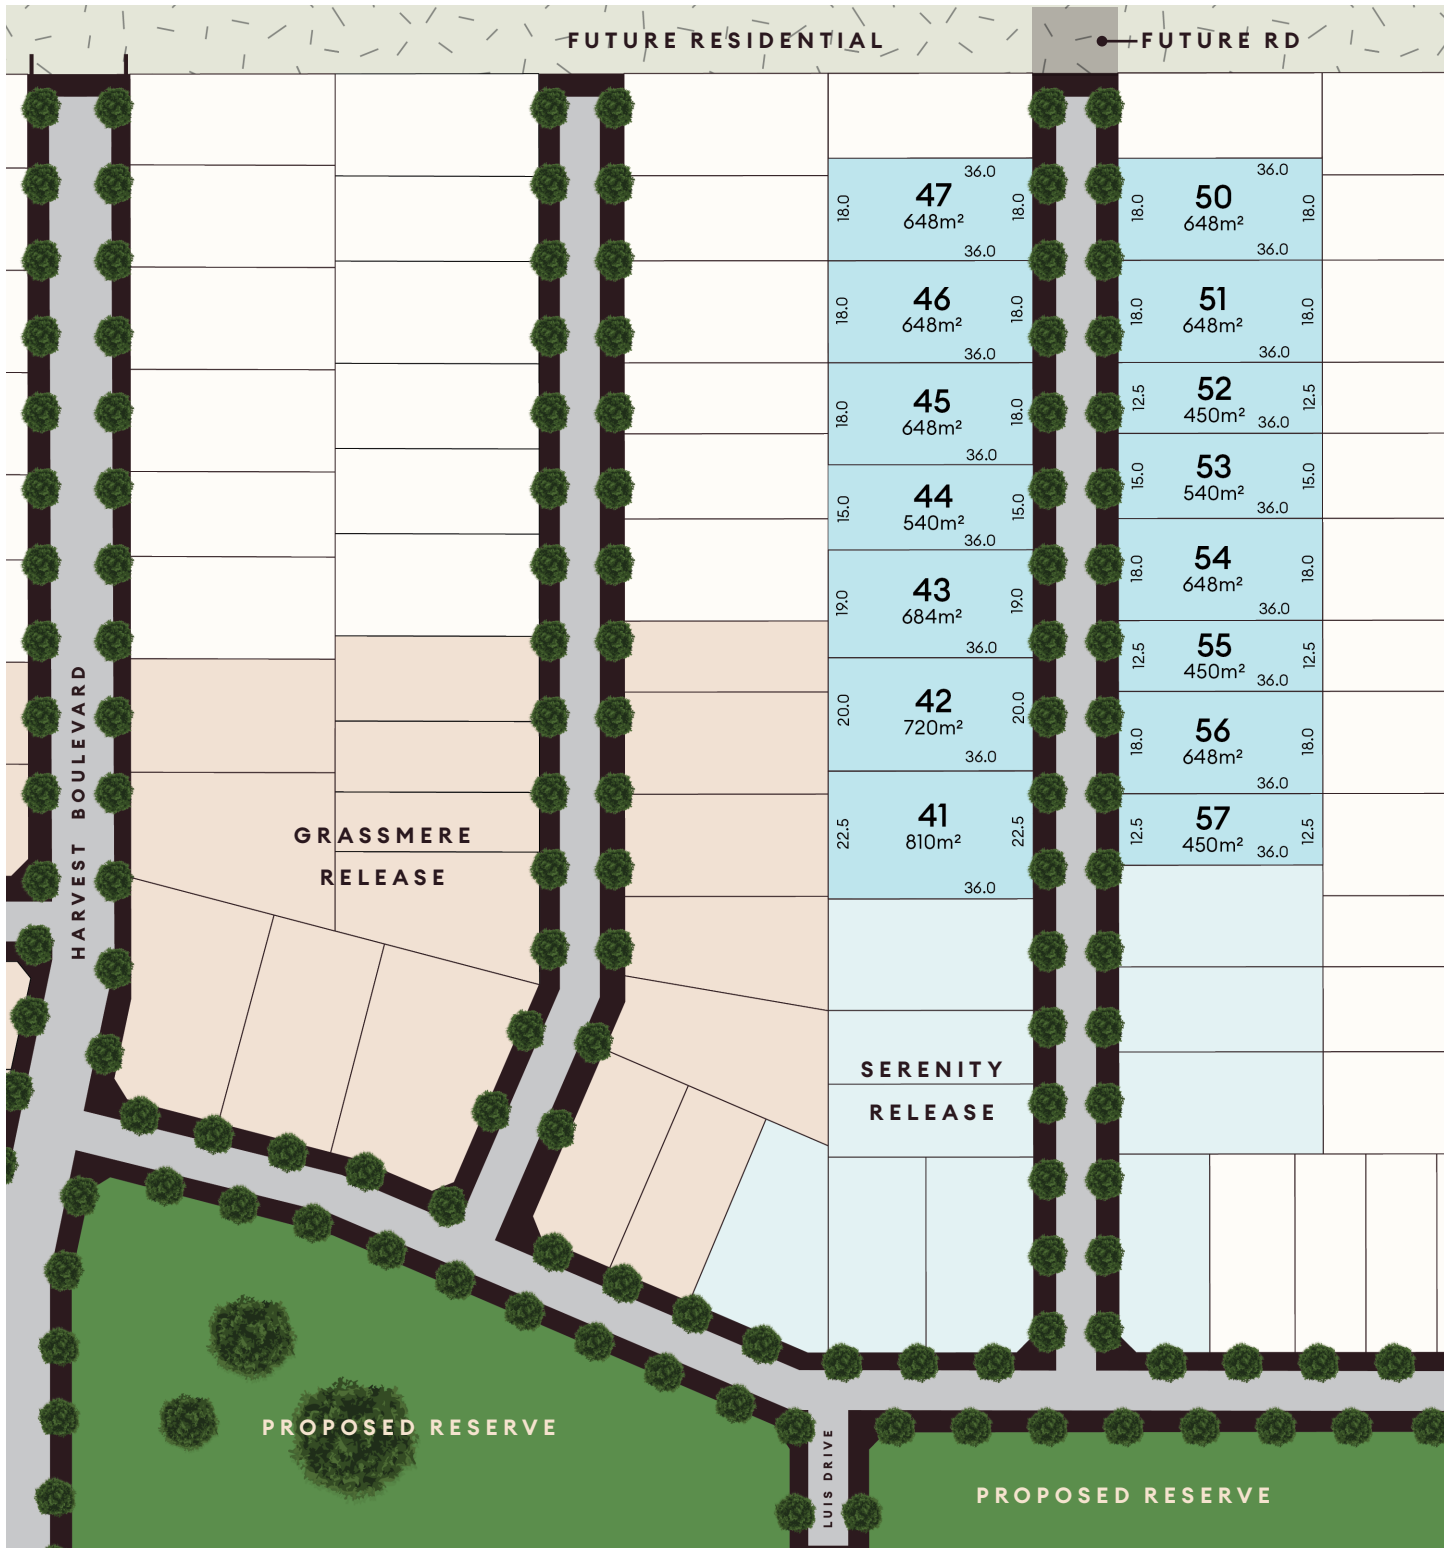 FUTURE RESIDENTIAL
FUTURE RD
36.0
47
648m²
18.0
18.0
36.0
46
648m²
18.0
18.0
36.0
45
648m²
18.0
18.0
36.0
44
540m²
15.0
15.0
36.0
43
684m²
19.0
19.0
36.0
42
720m²
20.0
20.0
36.0
41
810m²
22.5
22.5
36.0
36.0
50
648m²
18.0
18.0
36.0
51
648m²
18.0
18.0
36.0
52
450m²
12.5
12.5
36.0
53
540m²
15.0
15.0
36.0
54
648m²
18.0
18.0
36.0
55
450m²
12.5
12.5
36.0
56
648m²
18.0
18.0
36.0
57
450m²
12.5
12.5
36.0
HARVEST BOULEVARD
GRASSMERE
RELEASE
SERENITY
RELEASE
PROPOSED RESERVE
LUIS DRIVE
PROPOSED RESERVE